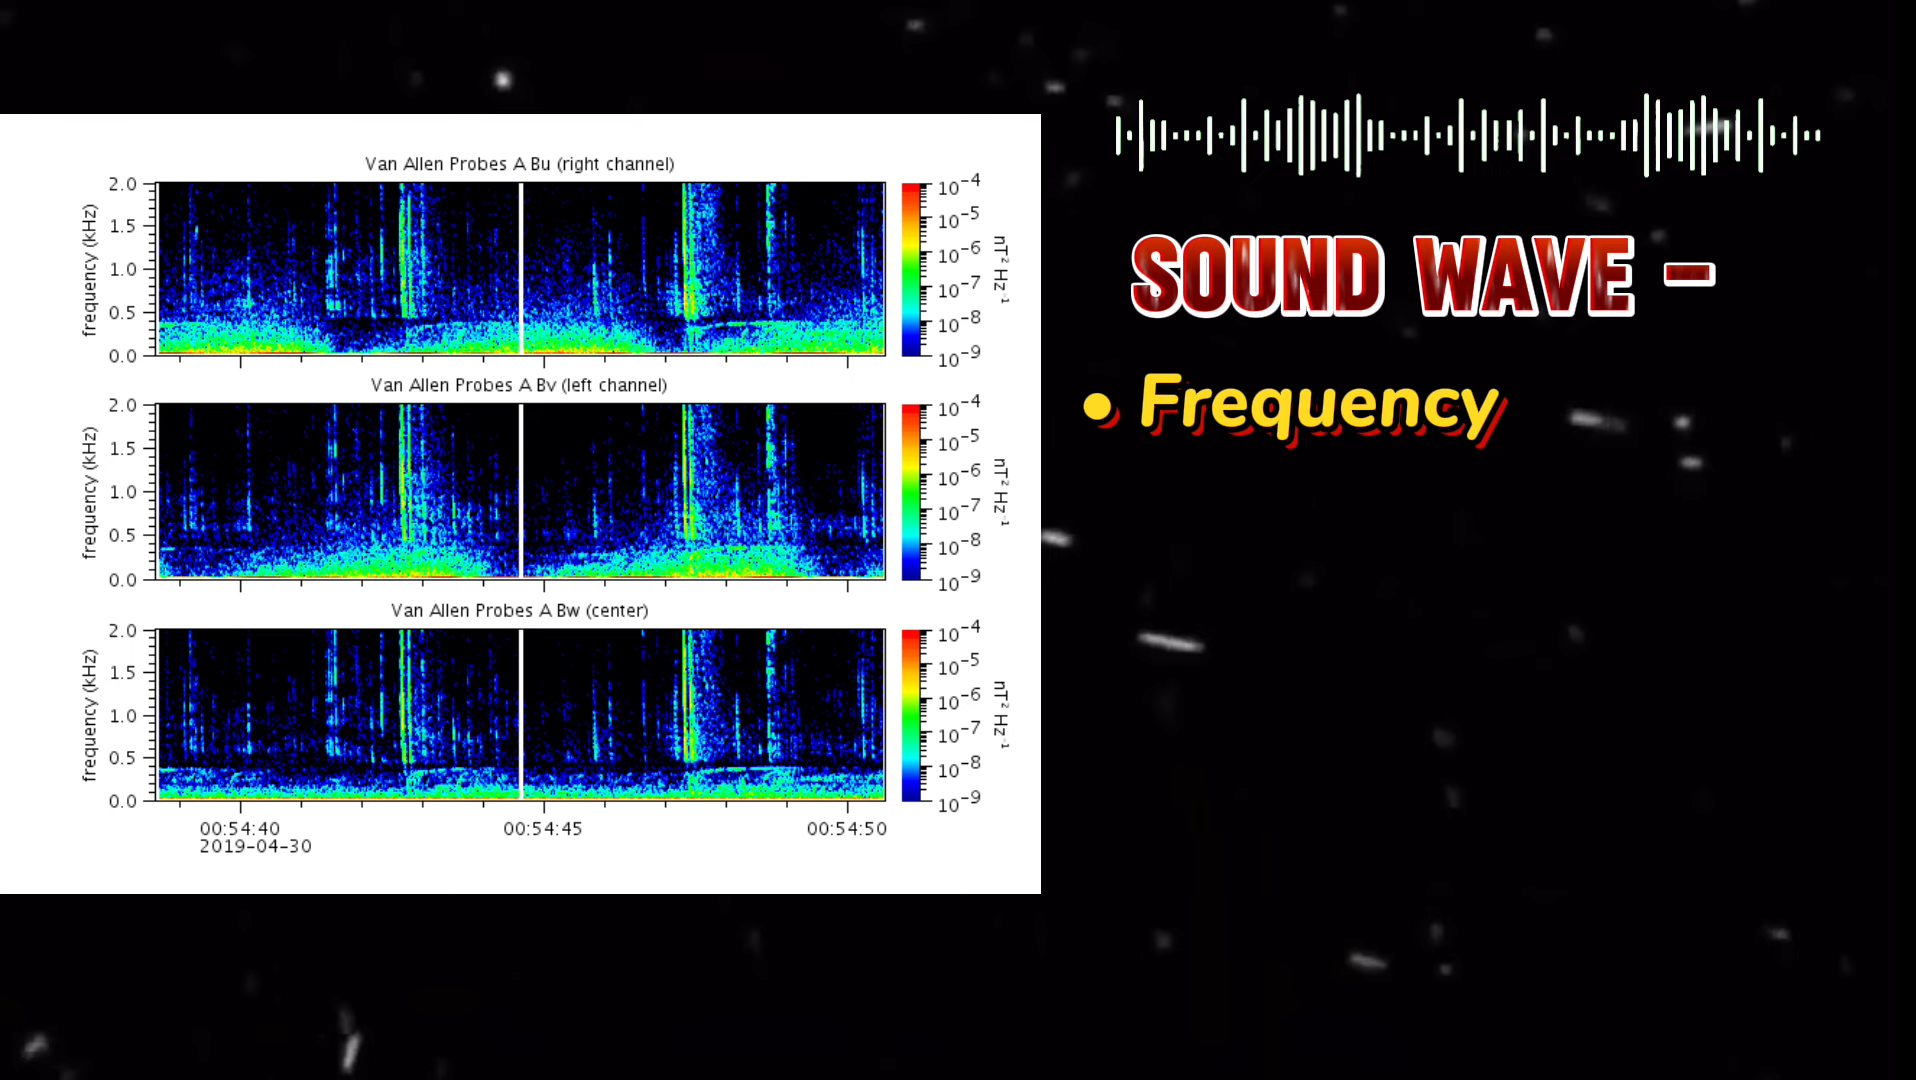 Van Allen Probes A Bu (right channel)
2.0
1.5
1.0
0.5
0.0
frequency (kHz)
10⁻⁴
10⁻⁵
10⁻⁶
10⁻⁷
10⁻⁸
10⁻⁹
nT² Hz⁻¹
Van Allen Probes A Bv (left channel)
2.0
1.5
1.0
0.5
0.0
frequency (kHz)
10⁻⁴
10⁻⁵
10⁻⁶
10⁻⁷
10⁻⁸
10⁻⁹
nT² Hz⁻¹
Van Allen Probes A Bw (center)
2.0
1.5
1.0
0.5
0.0
frequency (kHz)
10⁻⁴
10⁻⁵
10⁻⁶
10⁻⁷
10⁻⁸
10⁻⁹
nT² Hz⁻¹
00:54:40 00:54:45 00:54:50
2019-04-30
SOUND WAVE -
• Frequency